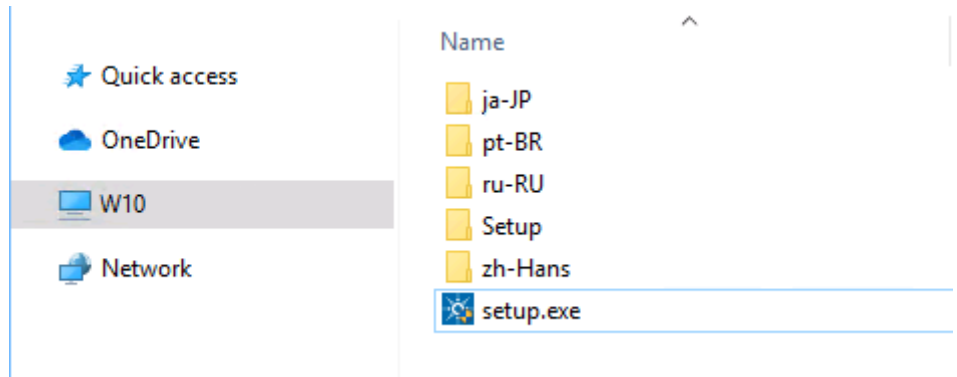 Quick access
OneDrive
W10
Network
Name
ja-JP
pt-BR
ru-RU
Setup
zh-Hans
setup.exe